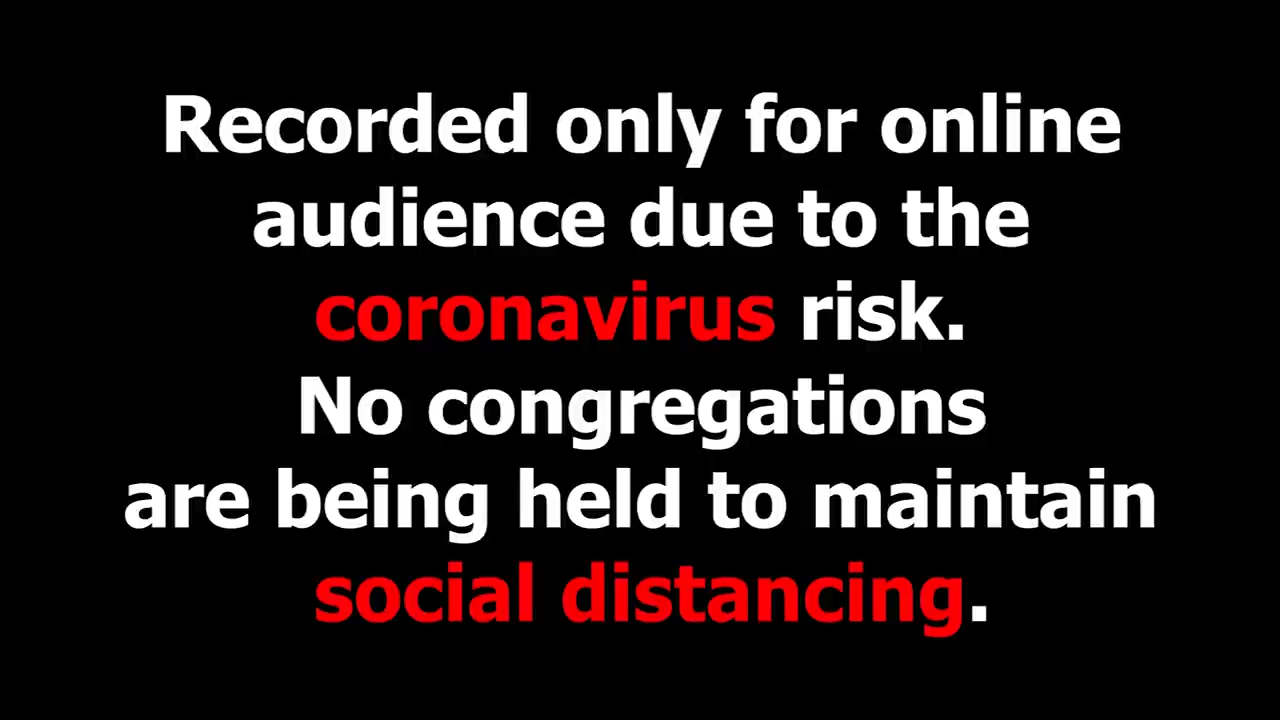 Recorded only for online
audience due to the
coronavirus risk.
No congregations
are being held to maintain
social distancing.